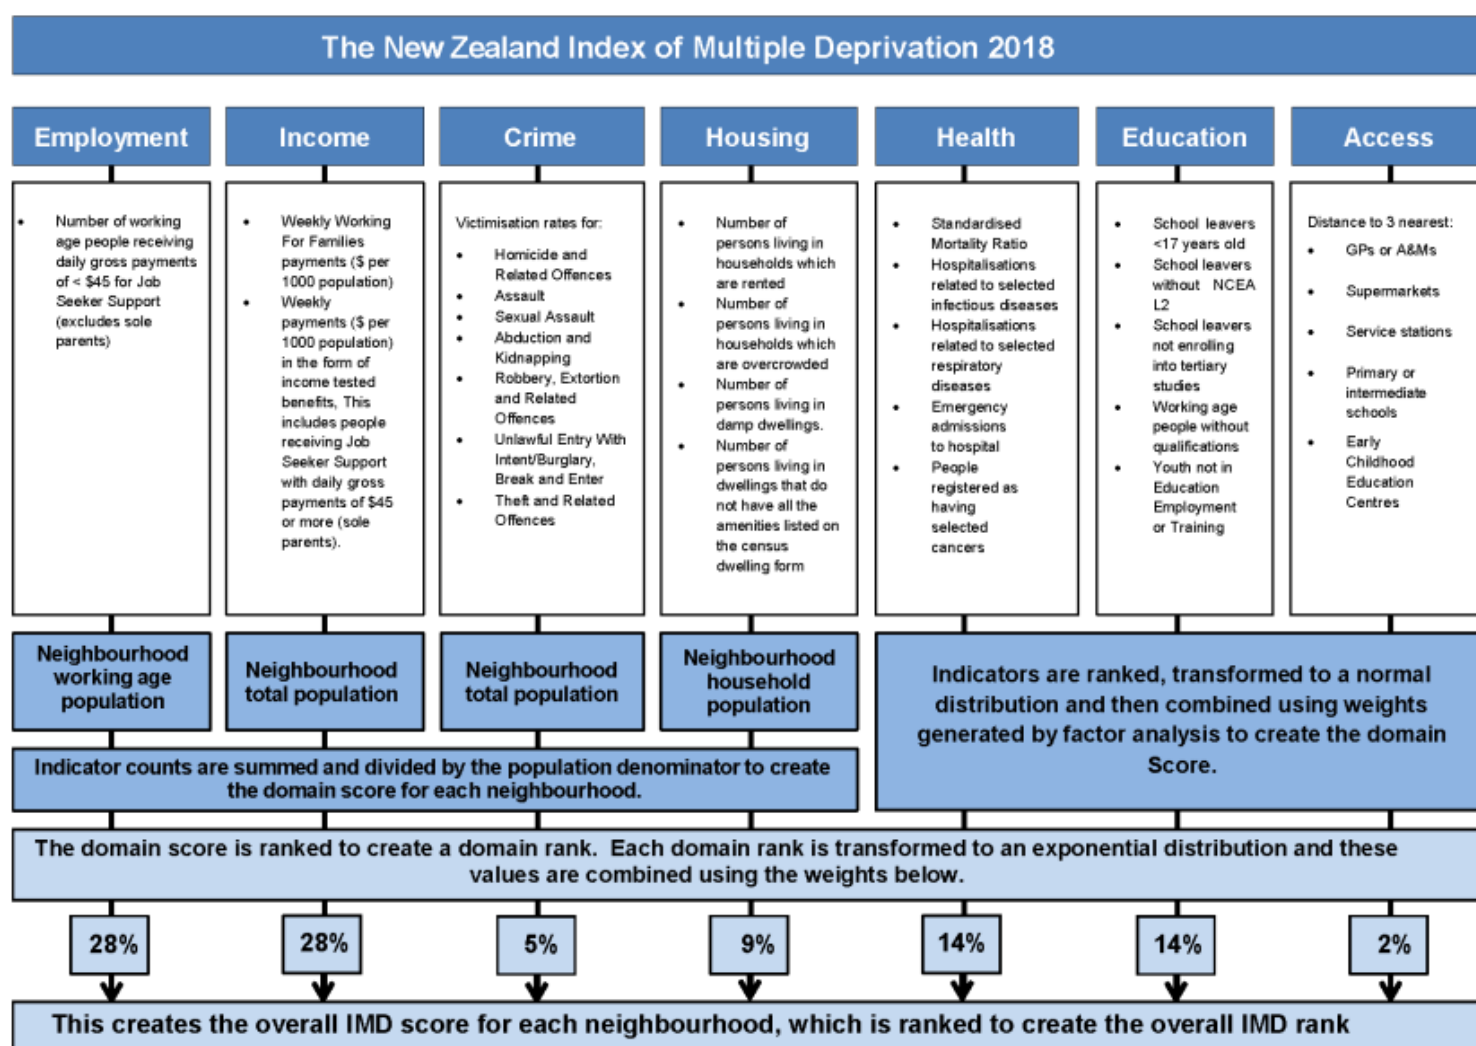 The New Zealand Index of Multiple Deprivation 2018
Employment
Income
Crime
Housing
Health
Education
Access
• Number of working
age people receiving
daily gross payments
of < $45 for Job
Seeker Support
(excludes sole
parents)
• Weekly Working
For Families
payments ($ per
1000 population)
• Weekly
payments ($ per
1000 population)
in the form of
income tested
benefits, This
includes people
receiving Job
Seeker Support
with daily gross
payments of $45
or more (sole
parents).
Victimisation rates for:
• Homicide and
Related Offences
• Assault
• Sexual Assault
• Abduction and
Kidnapping
• Robbery, Extortion
and Related
Offences
• Unlawful Entry With
Intent/Burglary,
Break and Enter
• Theft and Related
Offences
• Number of
persons living in
households which
are rented
• Number of
persons living in
households which
are overcrowded
• Number of
persons living in
damp dwellings.
• Number of
persons living in
dwellings that do
not have all the
amenities listed on
the census
dwelling form
• Standardised
Mortality Ratio
• Hospitalisations
related to selected
infectious diseases
• Hospitalisations
related to selected
respiratory
diseases
• Emergency
admissions
to hospital
• People
registered as
having
selected
cancers
• School leavers
<17 years old
• School leavers
without NCEA
L2
• School leavers
not enrolling
into tertiary
studies
• Working age
people without
qualifications
• Youth not in
Education
Employment
or Training
Distance to 3 nearest:
• GPs or A&Ms
• Supermarkets
• Service stations
• Primary or
intermediate
schools
• Early
Childhood
Education
Centres
Neighbourhood
working age
population
Neighbourhood
total population
Neighbourhood
total population
Neighbourhood
household
population
Indicator counts are summed and divided by the population denominator to create
the domain score for each neighbourhood.
Indicators are ranked, transformed to a normal
distribution and then combined using weights
generated by factor analysis to create the domain
Score.
The domain score is ranked to create a domain rank. Each domain rank is transformed to an exponential distribution and these
values are combined using the weights below.
28%
28%
5%
9%
14%
14%
2%
This creates the overall IMD score for each neighbourhood, which is ranked to create the overall IMD rank